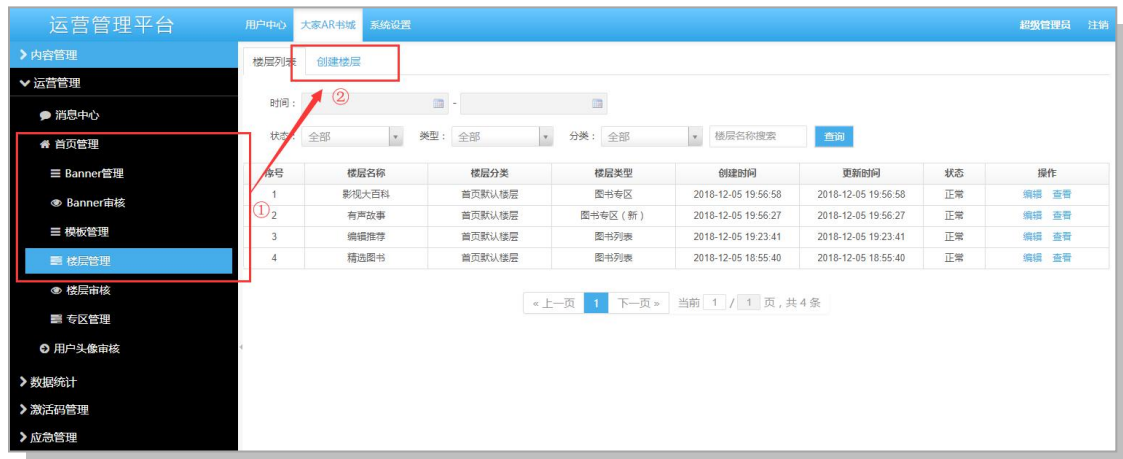 运营管理平台 用户中心 大家AR书城 系统设置 超级管理员 注销
内容管理
运营管理
消息中心
首页管理
Banner管理
Banner审核
模板管理
楼层管理
楼层审核
专区管理
用户头像审核
数据统计
激活码管理
应急管理
楼层列表 创建楼层
②
时间： -
状态： 全部 类型： 全部 分类： 全部 楼层名称搜索 查询
序号 楼层名称 楼层分类 楼层类型 创建时间 更新时间 状态 操作
1 影视大百科 首页默认楼层 图书专区 2018-12-05 19:56:58 2018-12-05 19:56:58 正常 编辑 查看
①
2 有声故事 首页默认楼层 图书专区（新） 2018-12-05 19:56:27 2018-12-05 19:56:27 正常 编辑 查看
3 编辑推荐 首页默认楼层 图书列表 2018-12-05 19:23:41 2018-12-05 19:23:41 正常 编辑 查看
4 精选图书 首页默认楼层 图书列表 2018-12-05 18:55:40 2018-12-05 18:55:40 正常 编辑 查看
« 上一页 1 下一页 » 当前 1 / 1 页，共 4 条